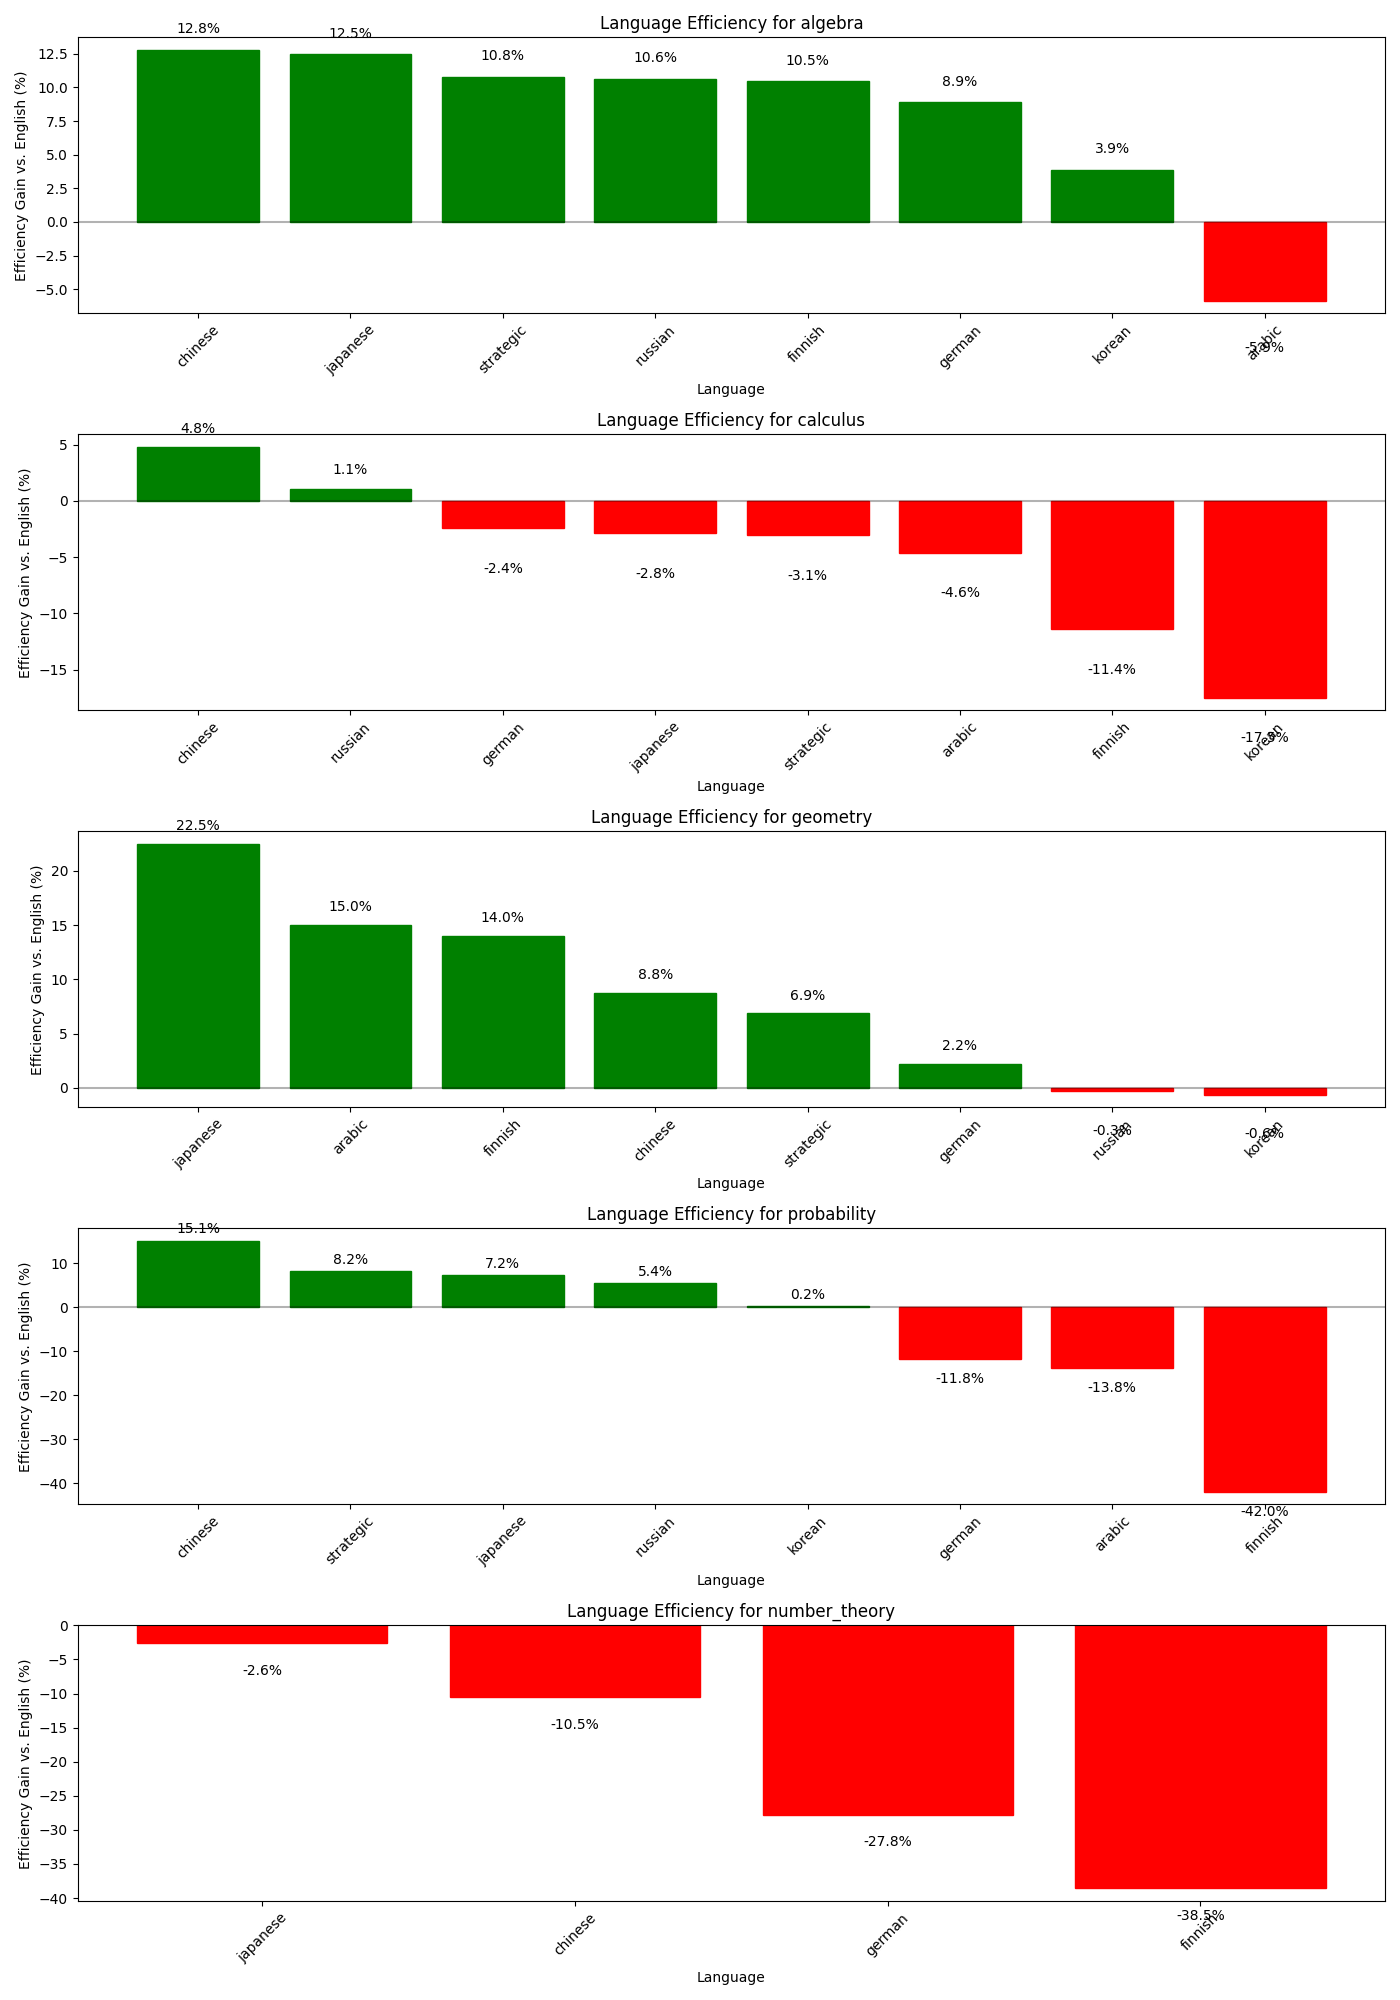 Language Efficiency for algebra
Efficiency Gain vs. English (%)
12.5
10.0
7.5
5.0
2.5
0.0
−2.5
−5.0
12.8%
12.5%
10.8%
10.6%
10.5%
8.9%
3.9%
-5.9%
chinese
japanese
strategic
russian
finnish
german
korean
arabic
Language
Language Efficiency for calculus
Efficiency Gain vs. English (%)
5
0
−5
−10
−15
4.8%
1.1%
-2.4%
-2.8%
-3.1%
-4.6%
-11.4%
chinese
russian
german
japanese
strategic
arabic
finnish
korean
Language
Language Efficiency for geometry
Efficiency Gain vs. English (%)
20
15
10
5
0
22.5%
15.0%
14.0%
8.8%
6.9%
2.2%
-0.3%
japanese
arabic
finnish
chinese
strategic
german
russian
korean
Language
Language Efficiency for probability
Efficiency Gain vs. English (%)
10
0
−10
−20
−30
−40
15.1%
8.2%
7.2%
5.4%
0.2%
-11.8%
-13.8%
-42.0%
chinese
strategic
japanese
russian
korean
german
arabic
finnish
Language
Language Efficiency for number_theory
Efficiency Gain vs. English (%)
0
−5
−10
−15
−20
−25
−30
−35
−40
-2.6%
-10.5%
-27.8%
-38.5%
japanese
chinese
german
finnish
Language